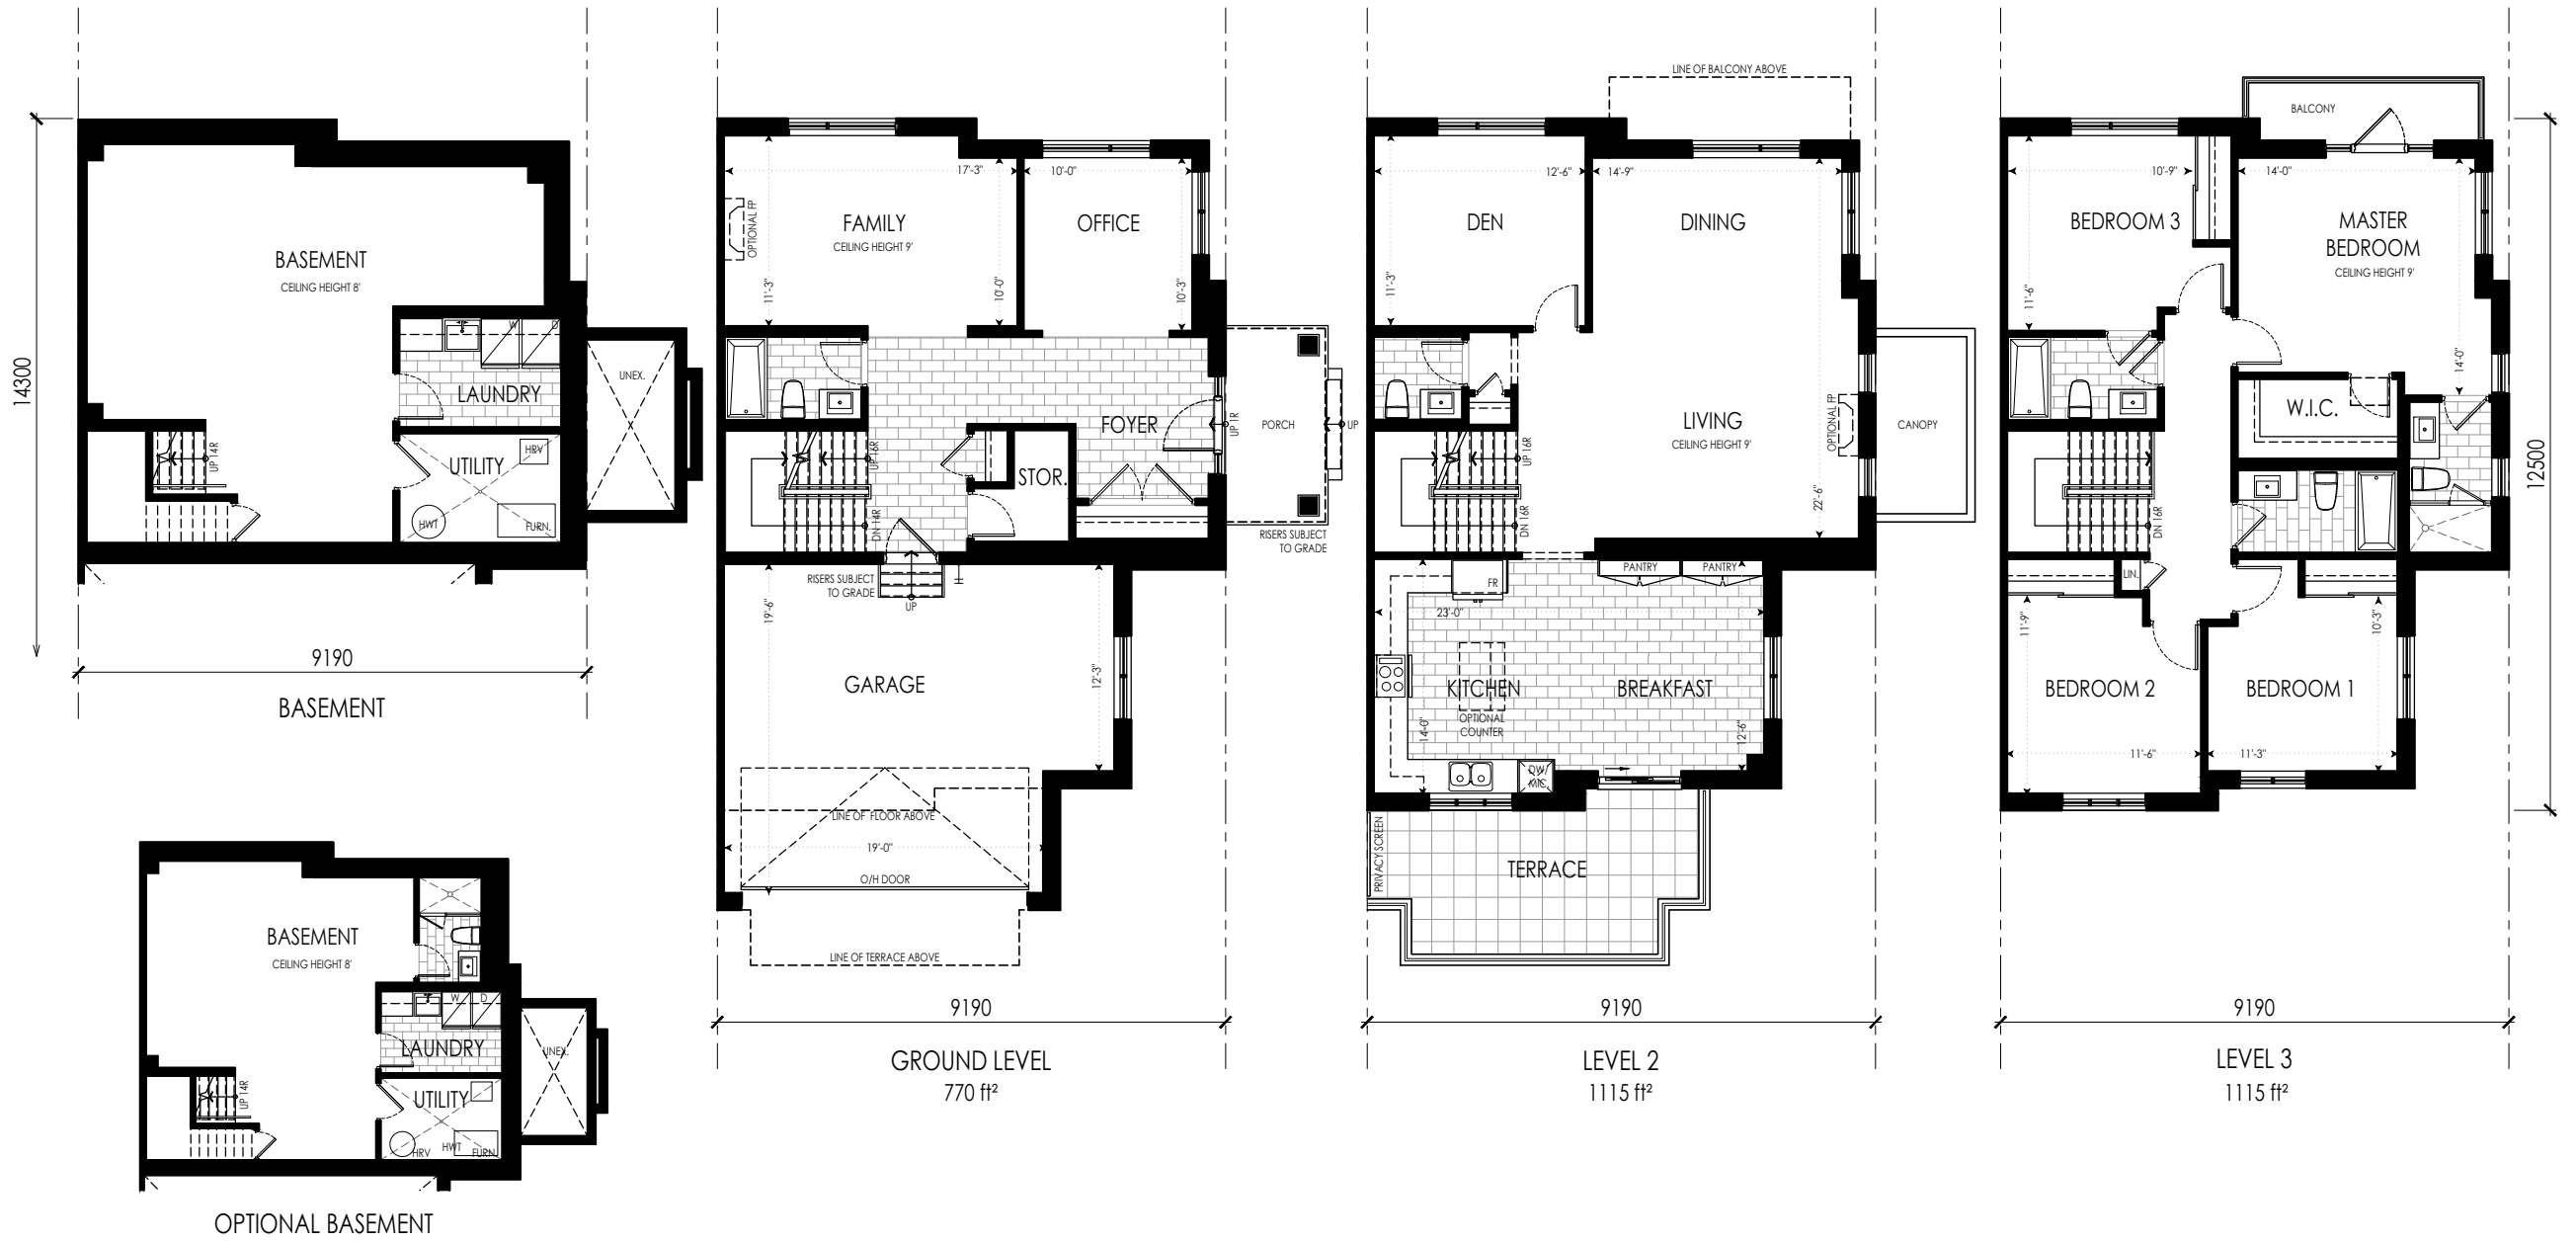 14300
BASEMENT
CEILING HEIGHT 8'
W
D
LAUNDRY
UNEX.
UTILITY
HRV
HWT
FURN.
UP 14R
9190
BASEMENT
BASEMENT
CEILING HEIGHT 8'
W
D
LAUNDRY
UNEX.
UTILITY
HRV
HWT
FURN.
UP 14R
OPTIONAL BASEMENT
17'-3"
10'-0"
OPTIONAL FP
FAMILY
CEILING HEIGHT 9'
OFFICE
11'-3"
10'-0"
10'-3"
FOYER
UP 1R
PORCH
UP
UP 16R
STOR.
DN 14R
RISERS SUBJECT
TO GRADE
RISERS SUBJECT
TO GRADE
UP
19'-6"
GARAGE
12'-3"
LINE OF FLOOR ABOVE
19'-0"
O/H DOOR
LINE OF TERRACE ABOVE
9190
GROUND LEVEL
770 ft²
LINE OF BALCONY ABOVE
12'-6"
14'-9"
DEN
DINING
11'-3"
LIVING
CEILING HEIGHT 9'
OPTIONAL FP
CANOPY
UP 16R
DN 16R
22'-6"
PANTRY
PANTRY
FR
23'-0"
KITCHEN
BREAKFAST
OPTIONAL
COUNTER
14'-0"
12'-6"
DW/
MIC.
PRIVACY SCREEN
TERRACE
9190
LEVEL 2
1115 ft²
BALCONY
10'-9"
14'-0"
BEDROOM 3
MASTER
BEDROOM
CEILING HEIGHT 9'
11'-6"
14'-0"
W.I.C.
DN 16R
LIN.
11'-9"
10'-3"
BEDROOM 2
BEDROOM 1
11'-6"
11'-3"
12500
9190
LEVEL 3
1115 ft²